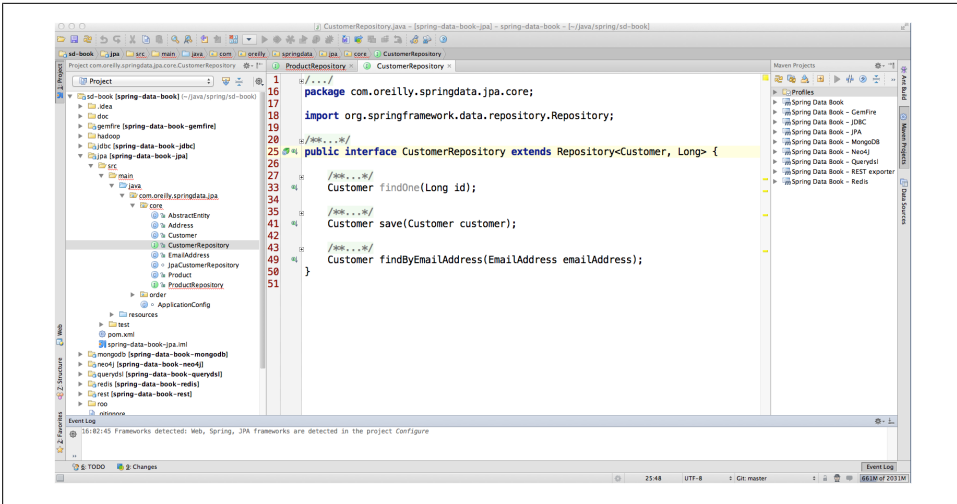 CustomerRepository.java - [spring-data-book-jpa] - spring-data-book - [~/java/spring/sd-book]
sd-book jpa src main java com oreilly springdata jpa core CustomerRepository
Project com.oreilly.springdata.jpa.core.CustomerRepository
ProductRepository × CustomerRepository ×
Maven Projects
1: Project
Project
sd-book [spring-data-book] (~/java/spring/sd-book)
.idea
doc
gemfire [spring-data-book-gemfire]
hadoop
jdbc [spring-data-book-jdbc]
jpa [spring-data-book-jpa]
src
main
java
com.oreilly.springdata.jpa
core
AbstractEntity
Address
Customer
CustomerRepository
EmailAddress
JpaCustomerRepository
Product
ProductRepository
order
ApplicationConfig
resources
test
pom.xml
spring-data-book-jpa.iml
mongodb [spring-data-book-mongodb]
neo4j [spring-data-book-neo4j]
querydsl [spring-data-book-querydsl]
redis [spring-data-book-redis]
rest [spring-data-book-rest]
roo
.gitignore
Web
Z: Structure
2: Favorites
1 /.../
16 package com.oreilly.springdata.jpa.core;
17
18 import org.springframework.data.repository.Repository;
19
20 /**...*/
25 public interface CustomerRepository extends Repository<Customer, Long> {
26
27 /**...*/
33 Customer findOne(Long id);
34
35 /**...*/
41 Customer save(Customer customer);
42
43 /**...*/
49 Customer findByEmailAddress(EmailAddress emailAddress);
50 }
51
Profiles
Spring Data Book
Spring Data Book - GemFire
Spring Data Book - JDBC
Spring Data Book - JPA
Spring Data Book - MongoDB
Spring Data Book - Neo4J
Spring Data Book - Querydsl
Spring Data Book - REST exporter
Spring Data Book - Redis
Ant Build
Maven Projects
Data Sources
Event Log
16:02:45 Frameworks detected: Web, Spring, JPA frameworks are detected in the project Configure
6: TODO 9: Changes
Event Log
25:48 UTF-8 Git: master 661M of 2031M